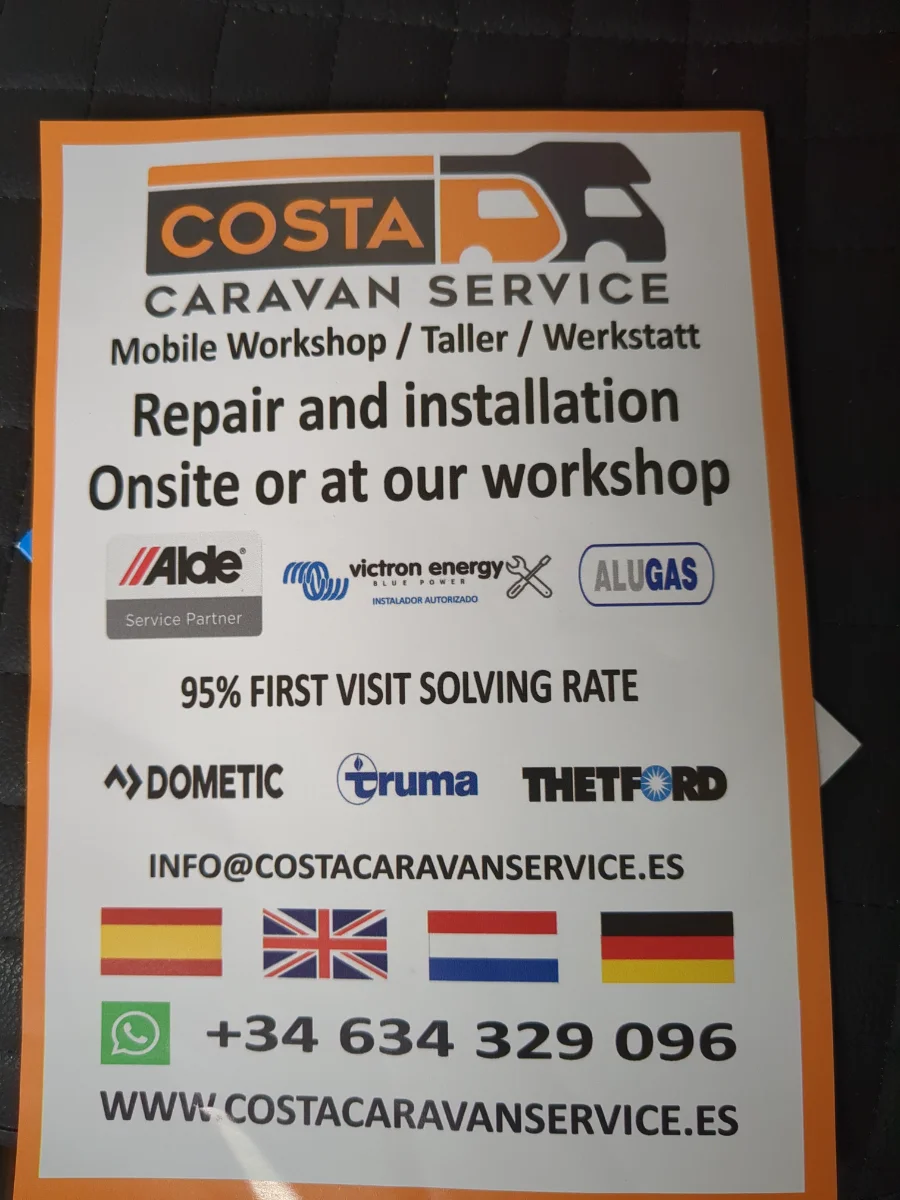 COSTA
CARAVAN SERVICE
Mobile Workshop / Taller / Werkstatt
Repair and installation
Onsite or at our workshop
Alde®
Service Partner
victron energy
BLUE POWER
INSTALADOR AUTORIZADO
ALUGAS
95% FIRST VISIT SOLVING RATE
DOMETIC truma THETFORD
INFO@COSTACARAVANSERVICE.ES
+34 634 329 096
WWW.COSTACARAVANSERVICE.ES